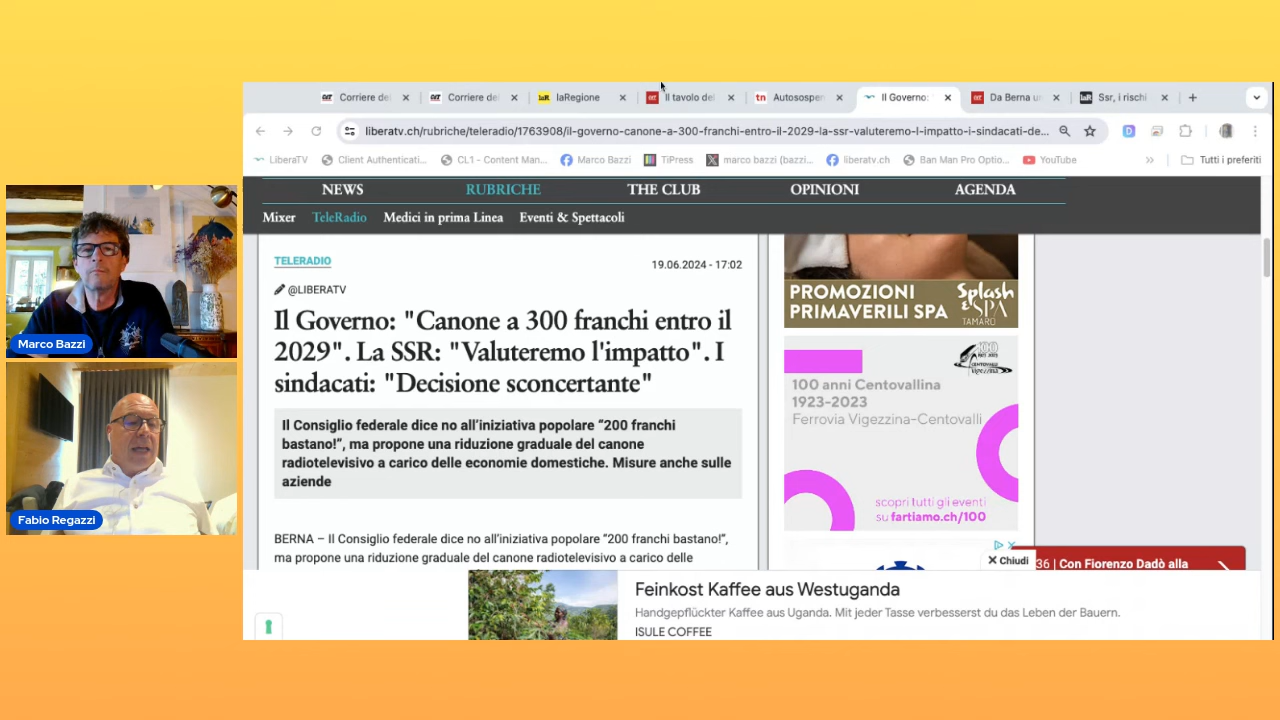 Corriere del
Corriere del
laRegione
Il tavolo del
Autosospen
Il Governo:
Da Berna un
Ssr, i rischi
liberatv.ch/rubriche/teleradio/1763908/il-governo-canone-a-300-franchi-entro-il-2029-la-ssr-valuteremo-l-impatto-i-sindacati-de...
LiberaTV
Client Authenticati...
CL1 - Content Man...
Marco Bazzi
TiPress
marco bazzi (bazzi...
liberatv.ch
Ban Man Pro Optio...
YouTube
Tutti i preferiti
NEWS
RUBRICHE
THE CLUB
OPINIONI
AGENDA
Mixer
TeleRadio
Medici in prima Linea
Eventi & Spettacoli
TELERADIO
19.06.2024 - 17:02
@LIBERATV
Il Governo: "Canone a 300 franchi entro il
2029". La SSR: "Valuteremo l'impatto". I
sindacati: "Decisione sconcertante"
Il Consiglio federale dice no all’iniziativa popolare “200 franchi
bastano!”, ma propone una riduzione graduale del canone
radiotelevisivo a carico delle economie domestiche. Misure anche sulle
aziende
BERNA – Il Consiglio federale dice no all’iniziativa popolare “200 franchi bastano!”,
ma propone una riduzione graduale del canone radiotelevisivo a carico delle
PROMOZIONI
PRIMAVERILI SPA
Splash
& SPA
TAMARO
100 anni Centovallina
1923-2023
Ferrovia Vigezzina-Centovalli
scopri tutti gli eventi
su fartiamo.ch/100
Chiudi
36 | Con Fiorenzo Dadò alla
Feinkost Kaffee aus Westuganda
Handgepflückter Kaffee aus Uganda. Mit jeder Tasse verbesserst du das Leben der Bauern.
ISULE COFFEE
Marco Bazzi
Fabio Regazzi